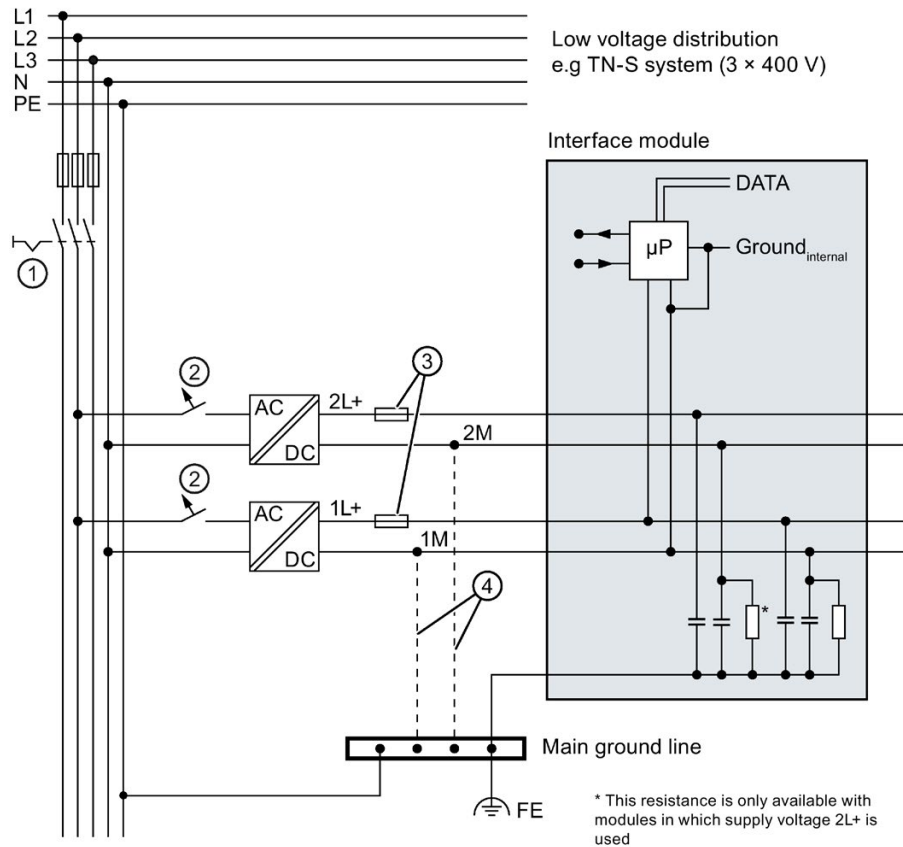 L1
L2
L3
N
PE
Low voltage distribution
e.g TN-S system (3 × 400 V)
Interface module
DATA
µP
Ground internal
1
2
3
AC
DC
2L+
2M
2
AC
DC
1L+
1M
4
*
Main ground line
FE
* This resistance is only available with
modules in which supply voltage 2L+ is
used